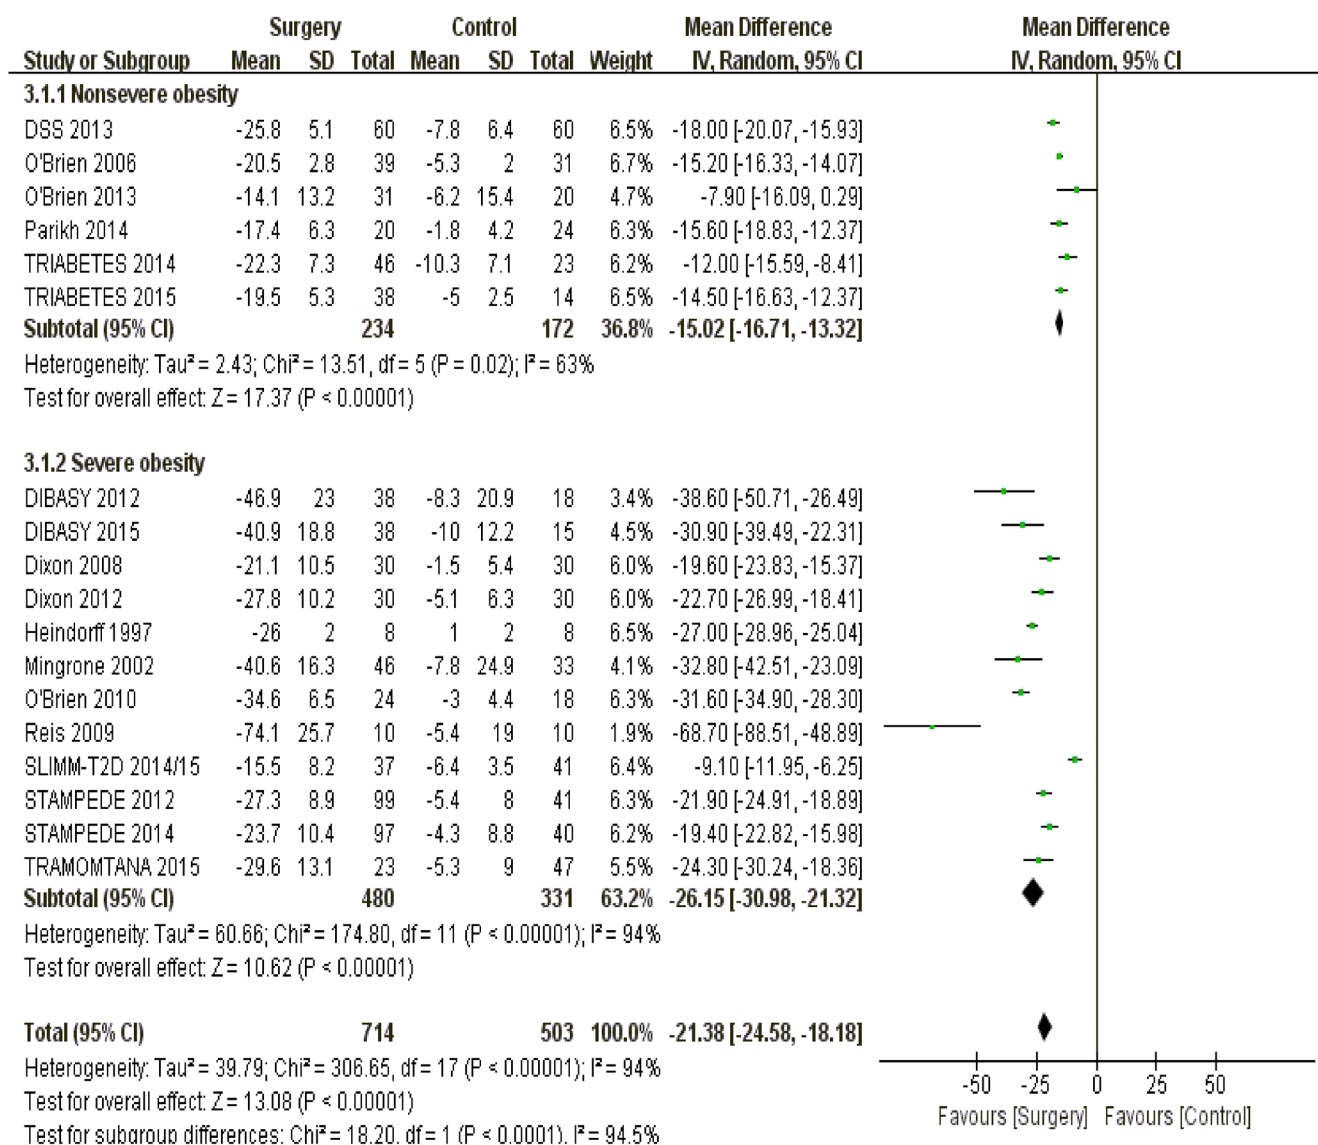 Surgery Control Mean Difference Mean Difference
Study or Subgroup Mean SD Total Mean SD Total Weight IV, Random, 95% CI IV, Random, 95% CI
3.1.1 Nonsevere obesity
DSS 2013 -25.8 5.1 60 -7.8 6.4 60 6.5% -18.00 [-20.07, -15.93]
O'Brien 2006 -20.5 2.8 39 -5.3 2 31 6.7% -15.20 [-16.33, -14.07]
O'Brien 2013 -14.1 13.2 31 -6.2 15.4 20 4.7% -7.90 [-16.09, 0.29]
Parikh 2014 -17.4 6.3 20 -1.8 4.2 24 6.3% -15.60 [-18.83, -12.37]
TRIABETES 2014 -22.3 7.3 46 -10.3 7.1 23 6.2% -12.00 [-15.59, -8.41]
TRIABETES 2015 -19.5 5.3 38 -5 2.5 14 6.5% -14.50 [-16.63, -12.37]
Subtotal (95% CI) 234 172 36.8% -15.02 [-16.71, -13.32]
Heterogeneity: Tau² = 2.43; Chi² = 13.51, df = 5 (P = 0.02); I² = 63%
Test for overall effect: Z = 17.37 (P < 0.00001)
3.1.2 Severe obesity
DIBASY 2012 -46.9 23 38 -8.3 20.9 18 3.4% -38.60 [-50.71, -26.49]
DIBASY 2015 -40.9 18.8 38 -10 12.2 15 4.5% -30.90 [-39.49, -22.31]
Dixon 2008 -21.1 10.5 30 -1.5 5.4 30 6.0% -19.60 [-23.83, -15.37]
Dixon 2012 -27.8 10.2 30 -5.1 6.3 30 6.0% -22.70 [-26.99, -18.41]
Heindorff 1997 -26 2 8 1 2 8 6.5% -27.00 [-28.96, -25.04]
Mingrone 2002 -40.6 16.3 46 -7.8 24.9 33 4.1% -32.80 [-42.51, -23.09]
O'Brien 2010 -34.6 6.5 24 -3 4.4 18 6.3% -31.60 [-34.90, -28.30]
Reis 2009 -74.1 25.7 10 -5.4 19 10 1.9% -68.70 [-88.51, -48.89]
SLIMM-T2D 2014/15 -15.5 8.2 37 -6.4 3.5 41 6.4% -9.10 [-11.95, -6.25]
STAMPEDE 2012 -27.3 8.9 99 -5.4 8 41 6.3% -21.90 [-24.91, -18.89]
STAMPEDE 2014 -23.7 10.4 97 -4.3 8.8 40 6.2% -19.40 [-22.82, -15.98]
TRAMOMTANA 2015 -29.6 13.1 23 -5.3 9 47 5.5% -24.30 [-30.24, -18.36]
Subtotal (95% CI) 480 331 63.2% -26.15 [-30.98, -21.32]
Heterogeneity: Tau² = 60.66; Chi² = 174.80, df = 11 (P < 0.00001); I² = 94%
Test for overall effect: Z = 10.62 (P < 0.00001)
Total (95% CI) 714 503 100.0% -21.38 [-24.58, -18.18]
Heterogeneity: Tau² = 39.79; Chi² = 306.65, df = 17 (P < 0.00001); I² = 94%
-50 -25 0 25 50
Test for overall effect: Z = 13.08 (P < 0.00001)
Favours [Surgery] Favours [Control]
Test for subgroup differences: Chi² = 18.20, df = 1 (P < 0.0001), I² = 94.5%